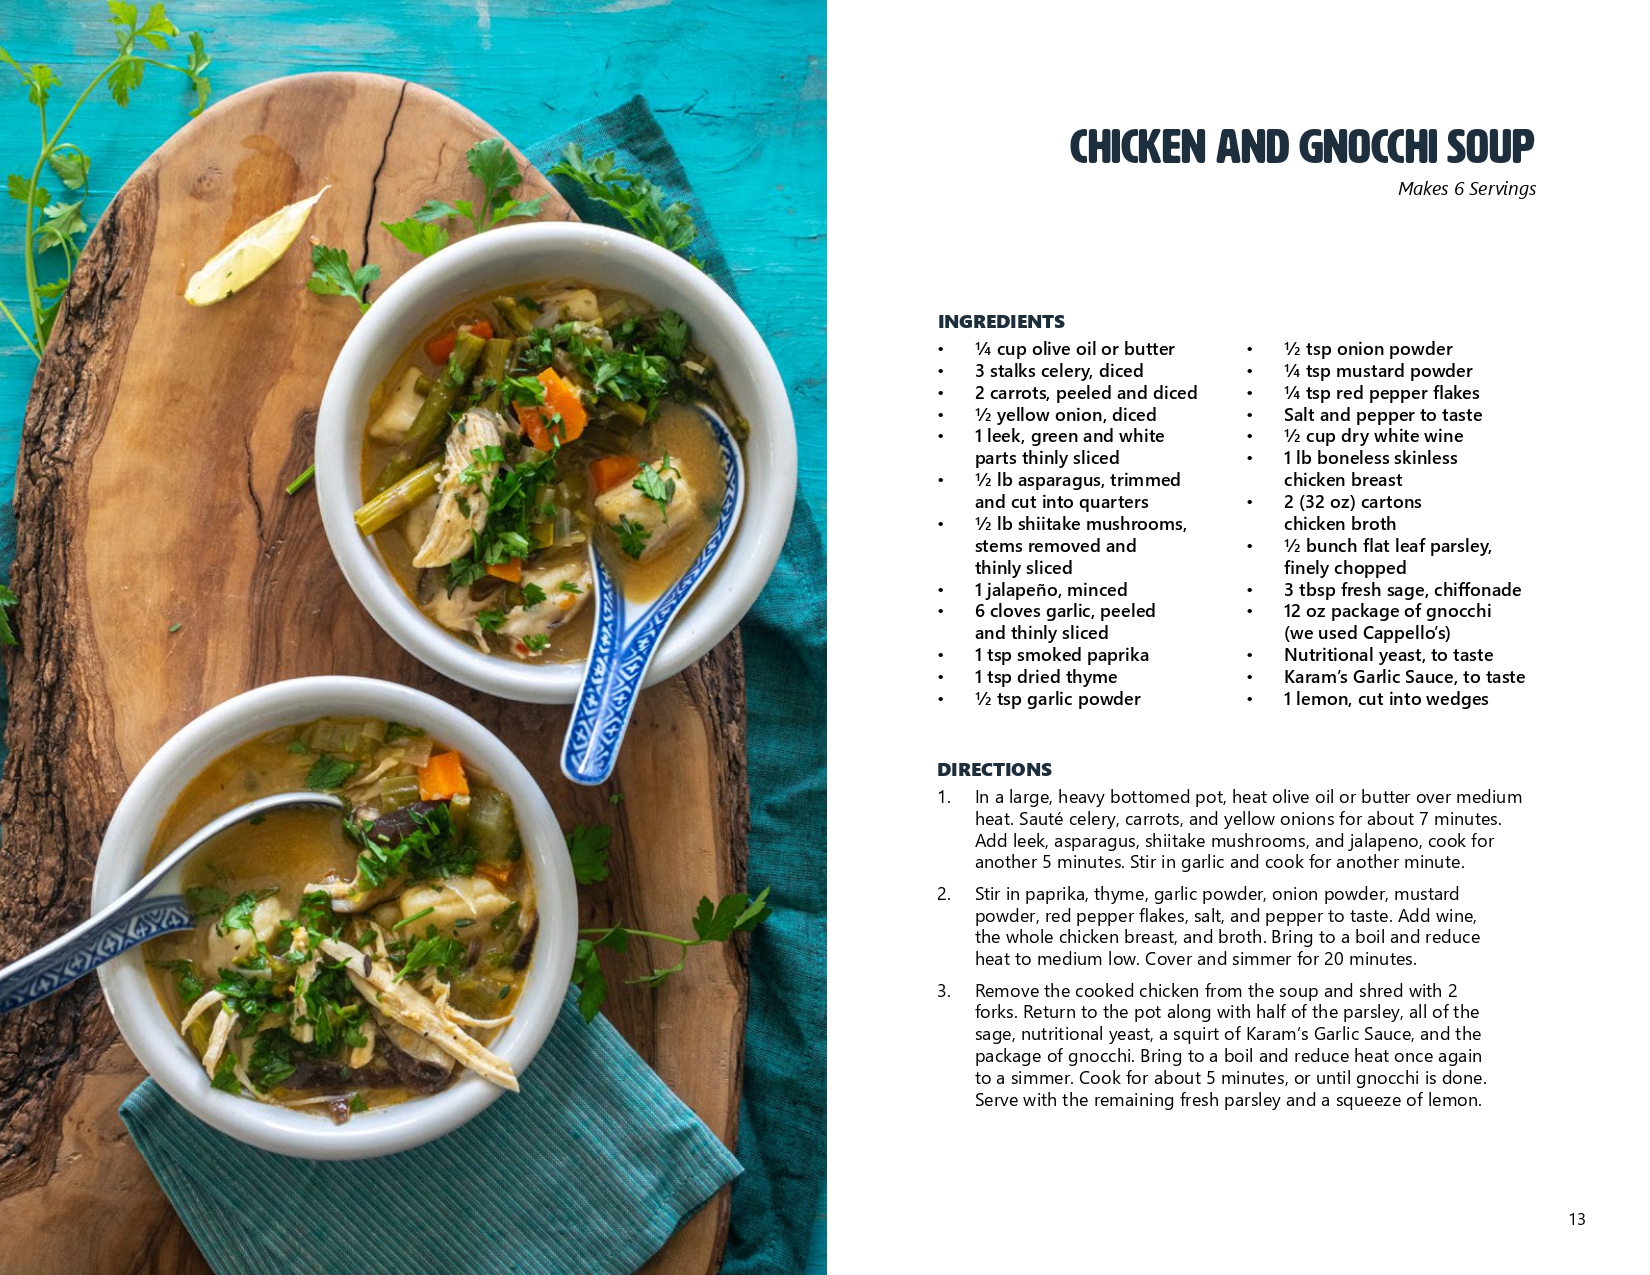 CHICKEN AND GNOCCHI SOUP
Makes 6 Servings
INGREDIENTS
• ¼ cup olive oil or butter
• 3 stalks celery, diced
• 2 carrots, peeled and diced
• ½ yellow onion, diced
• 1 leek, green and white
parts thinly sliced
• ½ lb asparagus, trimmed
and cut into quarters
• ½ lb shiitake mushrooms,
stems removed and
thinly sliced
• 1 jalapeño, minced
• 6 cloves garlic, peeled
and thinly sliced
• 1 tsp smoked paprika
• 1 tsp dried thyme
• ½ tsp garlic powder
• ½ tsp onion powder
• ¼ tsp mustard powder
• ¼ tsp red pepper flakes
• Salt and pepper to taste
• ½ cup dry white wine
• 1 lb boneless skinless
chicken breast
• 2 (32 oz) cartons
chicken broth
• ½ bunch flat leaf parsley,
finely chopped
• 3 tbsp fresh sage, chiffonade
• 12 oz package of gnocchi
(we used Cappello’s)
• Nutritional yeast, to taste
• Karam’s Garlic Sauce, to taste
• 1 lemon, cut into wedges
DIRECTIONS
1. In a large, heavy bottomed pot, heat olive oil or butter over medium
heat. Sauté celery, carrots, and yellow onions for about 7 minutes.
Add leek, asparagus, shiitake mushrooms, and jalapeno, cook for
another 5 minutes. Stir in garlic and cook for another minute.
2. Stir in paprika, thyme, garlic powder, onion powder, mustard
powder, red pepper flakes, salt, and pepper to taste. Add wine,
the whole chicken breast, and broth. Bring to a boil and reduce
heat to medium low. Cover and simmer for 20 minutes.
3. Remove the cooked chicken from the soup and shred with 2
forks. Return to the pot along with half of the parsley, all of the
sage, nutritional yeast, a squirt of Karam’s Garlic Sauce, and the
package of gnocchi. Bring to a boil and reduce heat once again
to a simmer. Cook for about 5 minutes, or until gnocchi is done.
Serve with the remaining fresh parsley and a squeeze of lemon.
13